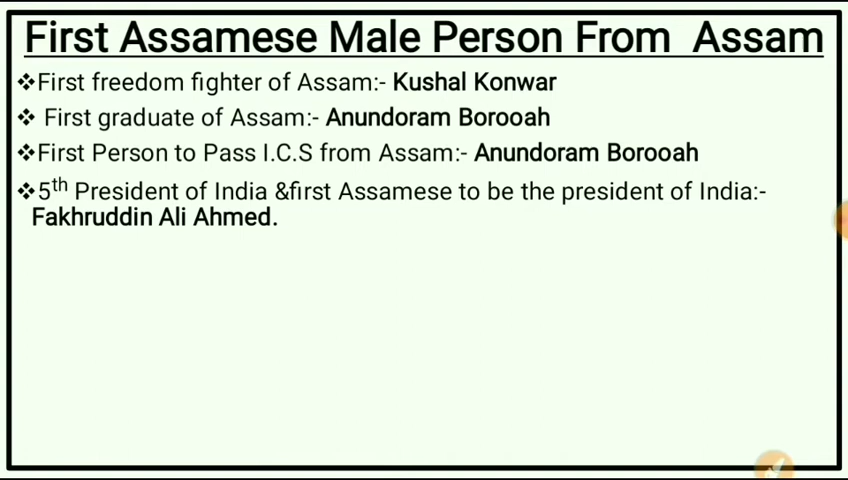 First Assamese Male Person From Assam
❖First freedom fighter of Assam:- Kushal Konwar
❖ First graduate of Assam:- Anundoram Borooah
❖First Person to Pass I.C.S from Assam:- Anundoram Borooah
❖5th President of India &first Assamese to be the president of India:-
Fakhruddin Ali Ahmed.